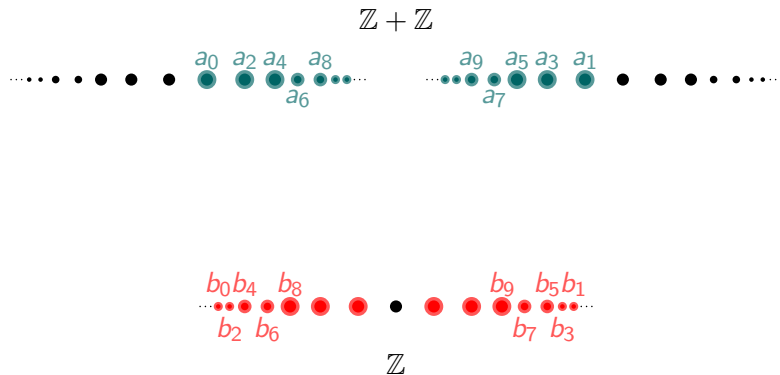 ℤ + ℤ
a₀ a₂ a₄ a₈ a₉ a₅ a₃ a₁
a₆ a₇
b₀ b₄ b₈ b₉ b₅ b₁
b₂ b₆ b₇ b₃
ℤ